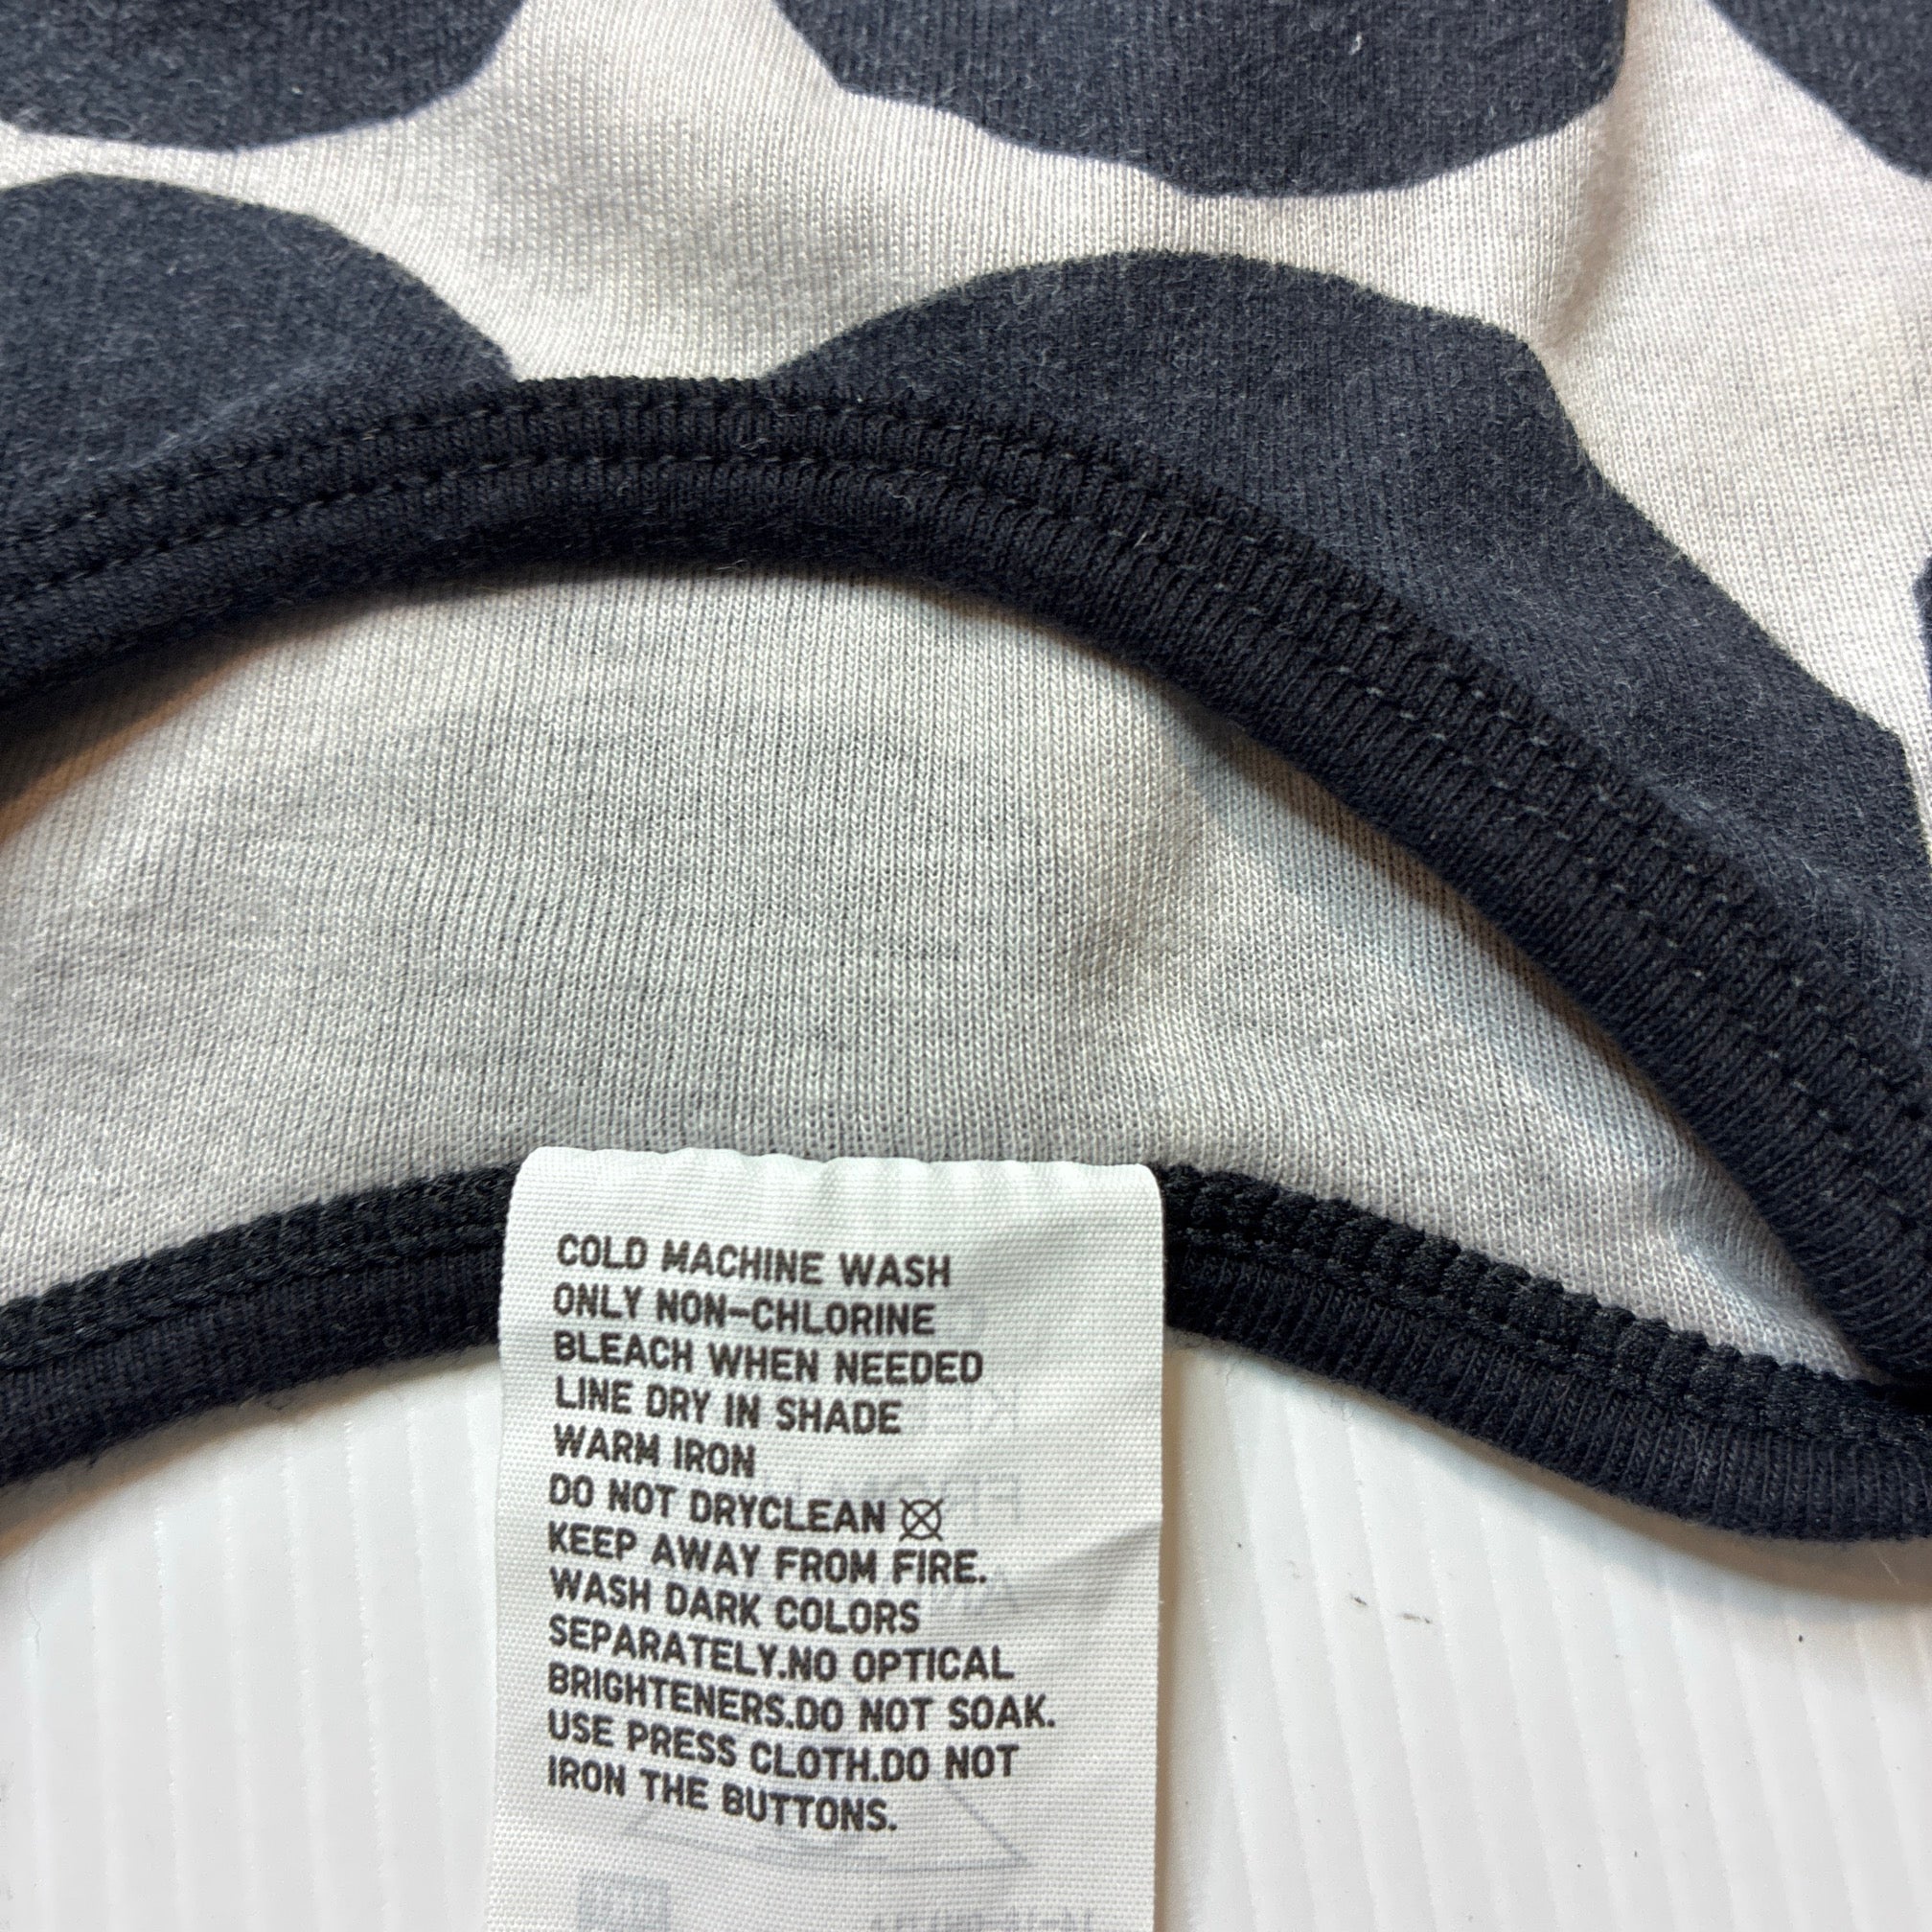 COLD MACHINE WASH
ONLY NON-CHLORINE
BLEACH WHEN NEEDED
LINE DRY IN SHADE
WARM IRON
DO NOT DRYCLEAN
KEEP AWAY FROM FIRE.
WASH DARK COLORS
SEPARATELY.NO OPTICAL
BRIGHTENERS.DO NOT SOAK.
USE PRESS CLOTH.DO NOT
IRON THE BUTTONS.